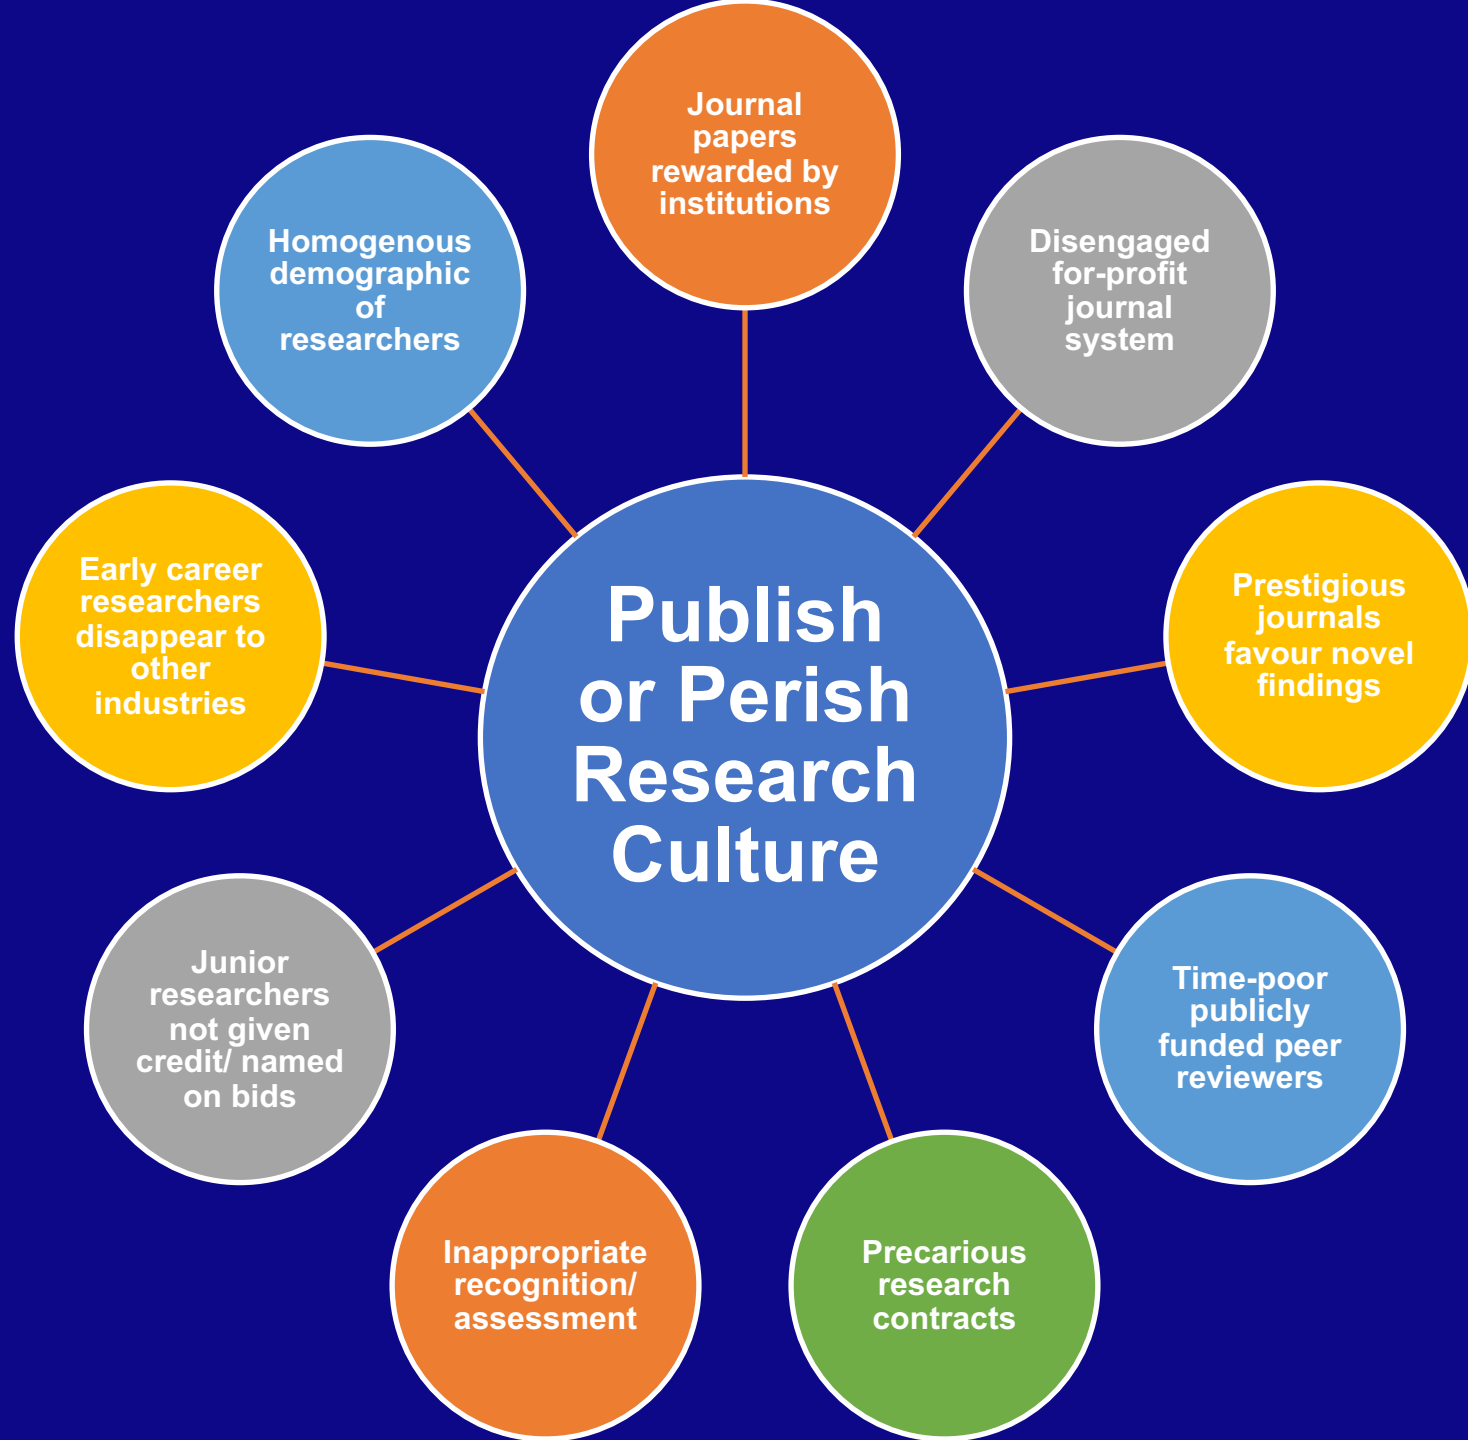 Journal
papers
rewarded by
institutions
Disengaged
for-profit
journal
system
Prestigious
journals
favour novel
findings
Time-poor
publicly
funded peer
reviewers
Precarious
research
contracts
Inappropriate
recognition/
assessment
Junior
researchers
not given
credit/ named
on bids
Early career
researchers
disappear to
other
industries
Homogenous
demographic
of
researchers
Publish
or Perish
Research
Culture